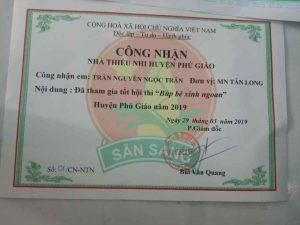 CỘNG HOÀ XÃ HỘI CHỦ NGHĨA VIỆT NAM
Độc lập - Tự do - Hạnh phúc
CÔNG NHẬN
NHÀ THIẾU NHI HUYỆN PHÚ GIÁO
Công nhận em: TRẦN NGUYỄN NGỌC TRÂN Đơn vị: MN TÂN LONG
Nội dung : Đã tham gia tốt hội thi "Búp bê xinh ngoan"
Huyện Phú Giáo năm 2019
Ngày 29 tháng 03 năm 2019
P.Giám đốc
SẴN SÀNG
Số: /CN-NTN
Bùi Văn Quang